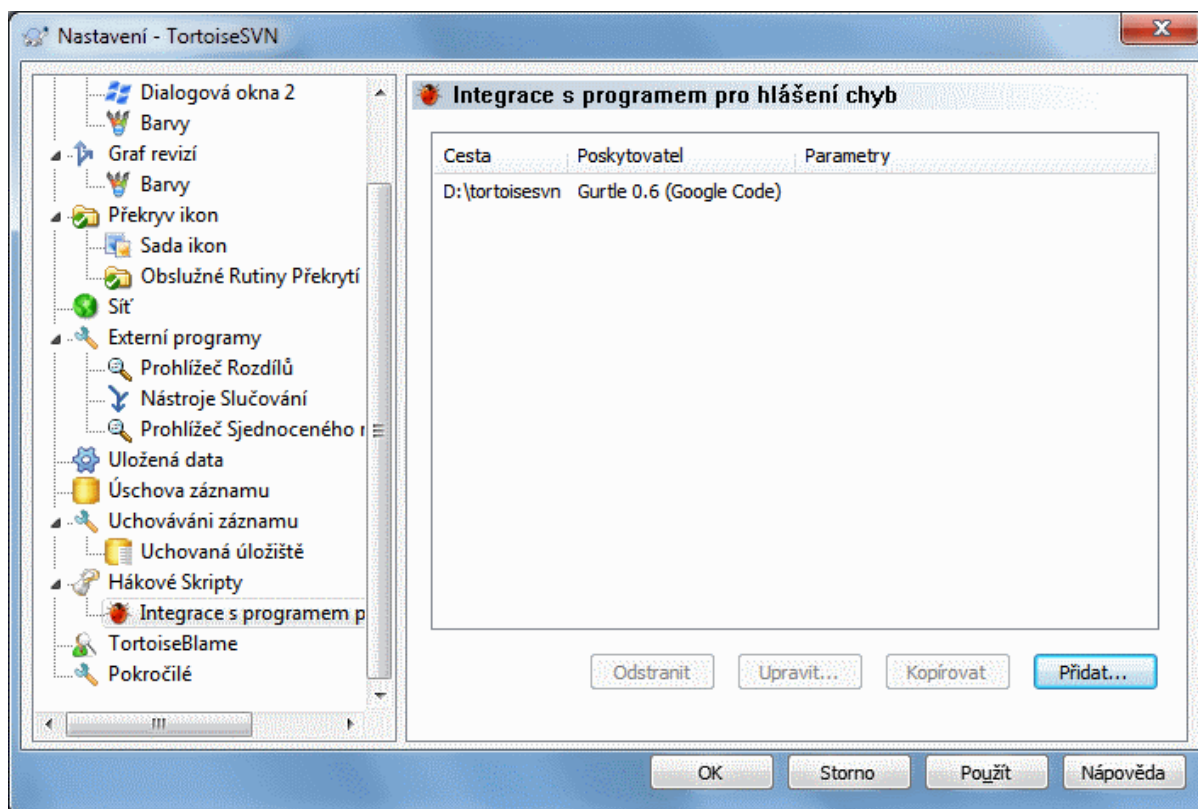 Nastavení - TortoiseSVN
Dialogová okna 2
Barvy
Graf revizí
Barvy
Překryv ikon
Sada ikon
Obslužné Rutiny Překrytí
Síť
Externí programy
Prohlížeč Rozdílů
Nástroje Slučování
Prohlížeč Sjednoceného r
Uložená data
Úschova záznamu
Uchováváni záznamu
Uchovaná úložiště
Hákové Skripty
Integrace s programem p
TortoiseBlame
Pokročilé
Integrace s programem pro hlášení chyb
Cesta Poskytovatel Parametry
D:\tortoisesvn Gurtle 0.6 (Google Code)
Odstranit Upravit... Kopírovat Přidat...
OK Storno Použít Nápověda